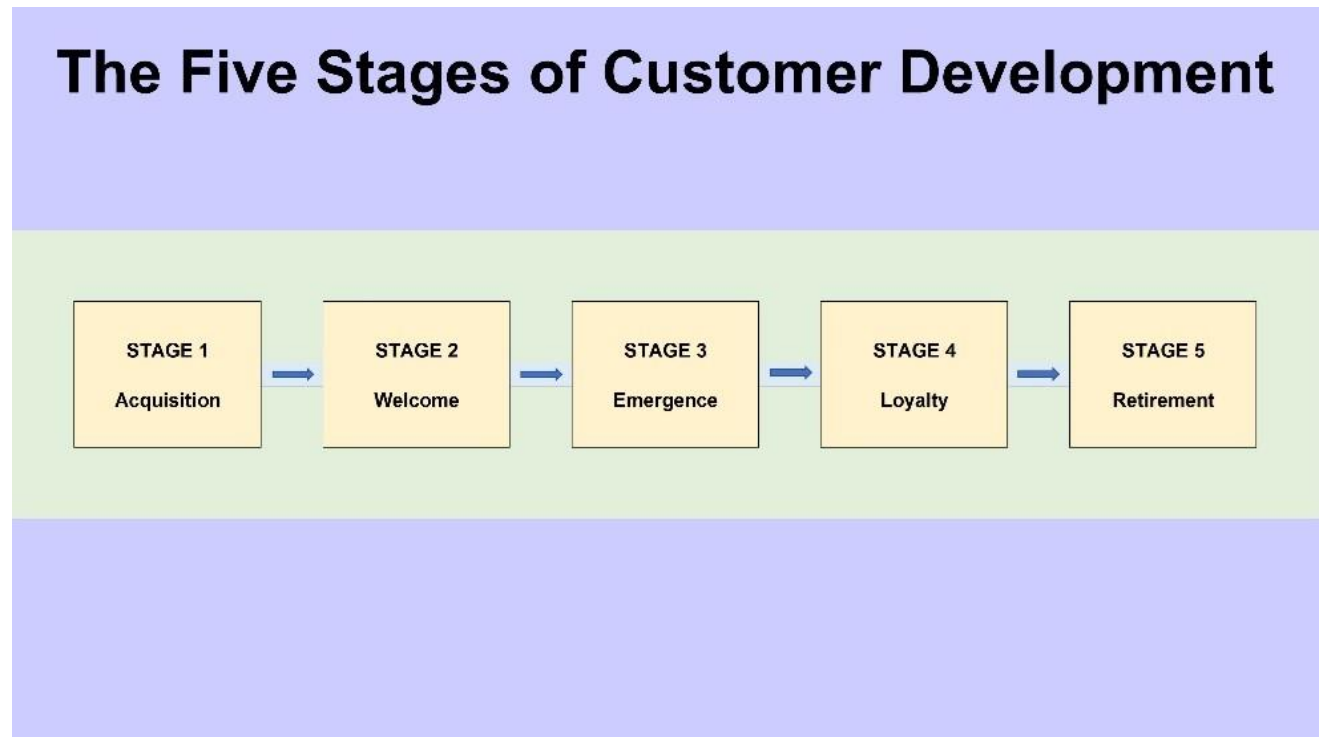 The Five Stages of Customer Development
STAGE 1
Acquisition
STAGE 2
Welcome
STAGE 3
Emergence
STAGE 4
Loyalty
STAGE 5
Retirement